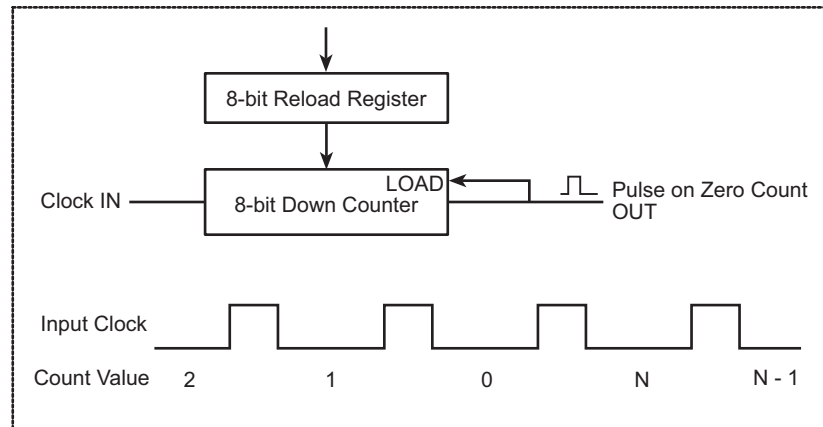 8-bit Reload Register
LOAD
Clock IN
8-bit Down Counter
Pulse on Zero Count
OUT
Input Clock
Count Value 2 1 0 N N - 1